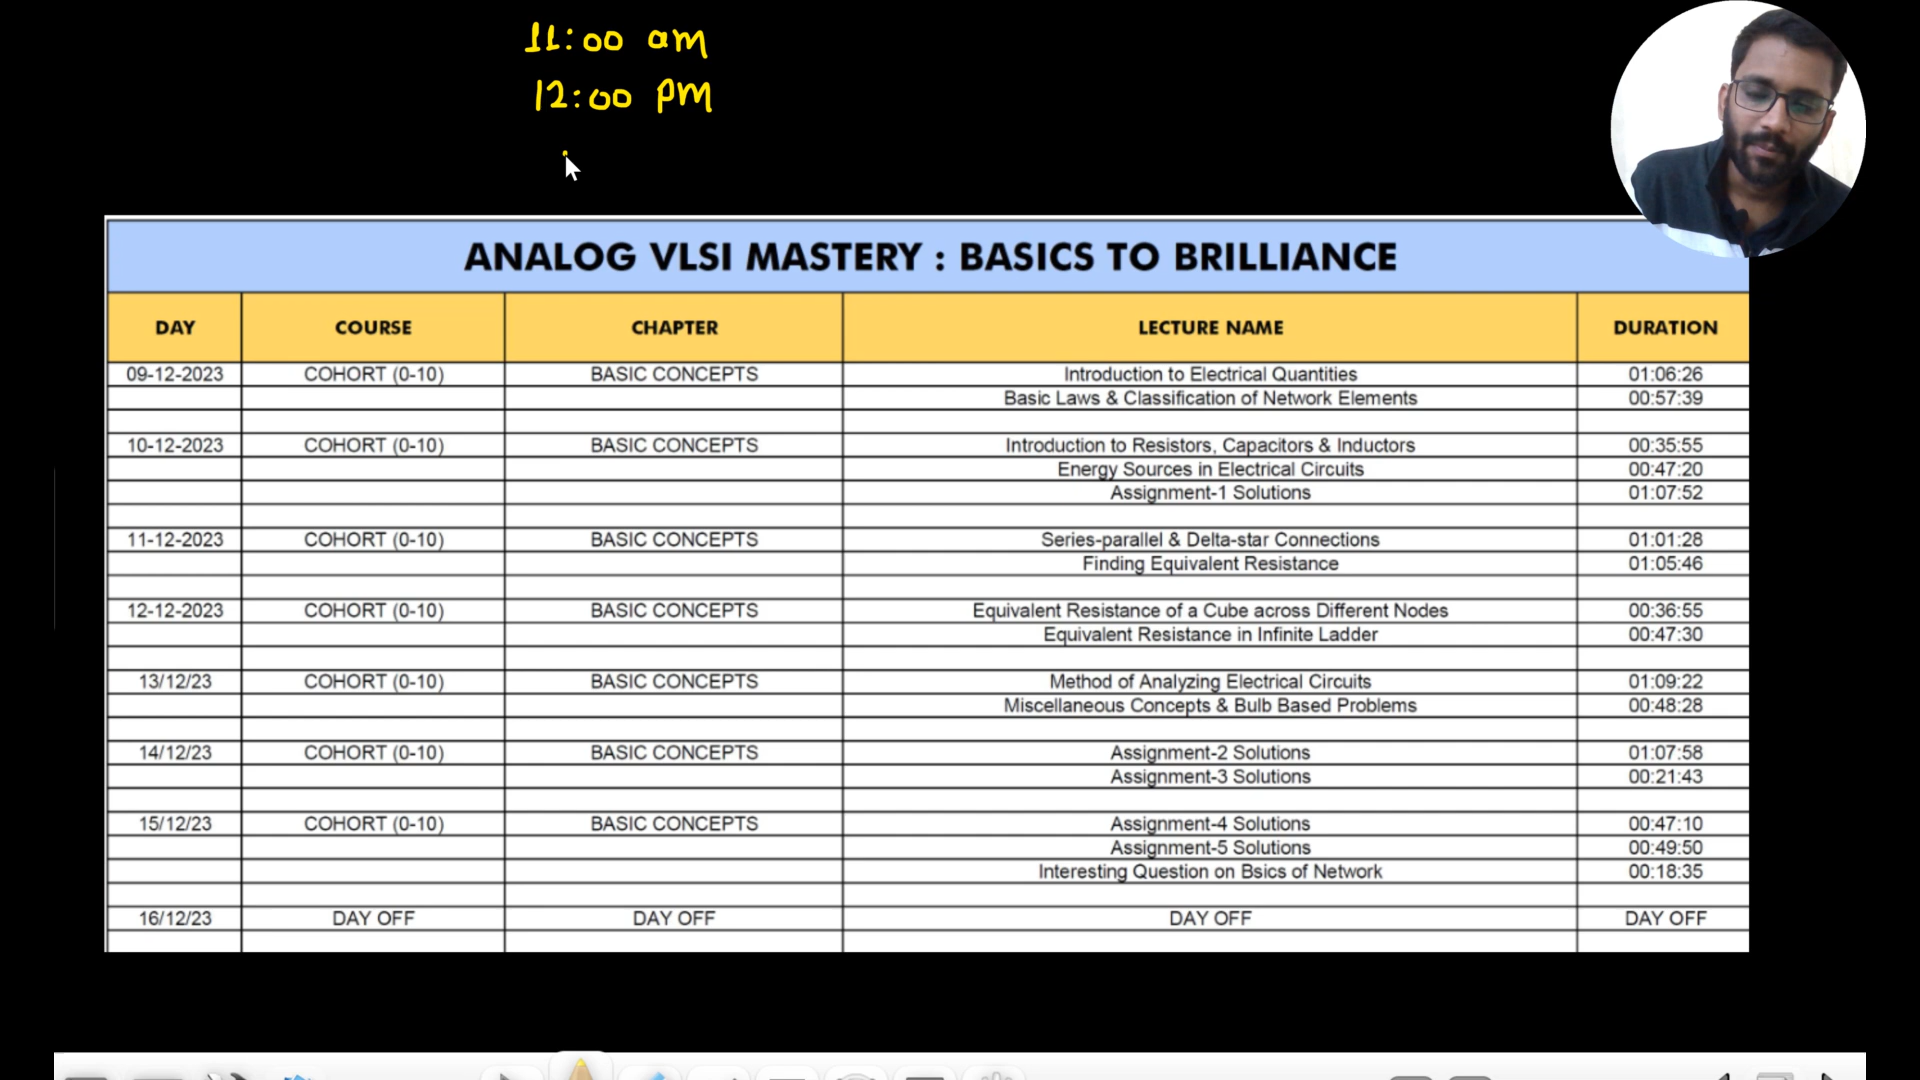 11:00 am
12:00 PM
ANALOG VLSI MASTERY : BASICS TO BRILLIANCE
DAY COURSE CHAPTER LECTURE NAME DURATION
09-12-2023 COHORT (0-10) BASIC CONCEPTS Introduction to Electrical Quantities 01:06:26
Basic Laws & Classification of Network Elements 00:57:39
10-12-2023 COHORT (0-10) BASIC CONCEPTS Introduction to Resistors, Capacitors & Inductors 00:35:55
Energy Sources in Electrical Circuits 00:47:20
Assignment-1 Solutions 01:07:52
11-12-2023 COHORT (0-10) BASIC CONCEPTS Series-parallel & Delta-star Connections 01:01:28
Finding Equivalent Resistance 01:05:46
12-12-2023 COHORT (0-10) BASIC CONCEPTS Equivalent Resistance of a Cube across Different Nodes 00:36:55
Equivalent Resistance in Infinite Ladder 00:47:30
13/12/23 COHORT (0-10) BASIC CONCEPTS Method of Analyzing Electrical Circuits 01:09:22
Miscellaneous Concepts & Bulb Based Problems 00:48:28
14/12/23 COHORT (0-10) BASIC CONCEPTS Assignment-2 Solutions 01:07:58
Assignment-3 Solutions 00:21:43
15/12/23 COHORT (0-10) BASIC CONCEPTS Assignment-4 Solutions 00:47:10
Assignment-5 Solutions 00:49:50
Interesting Question on Bsics of Network 00:18:35
16/12/23 DAY OFF DAY OFF DAY OFF DAY OFF